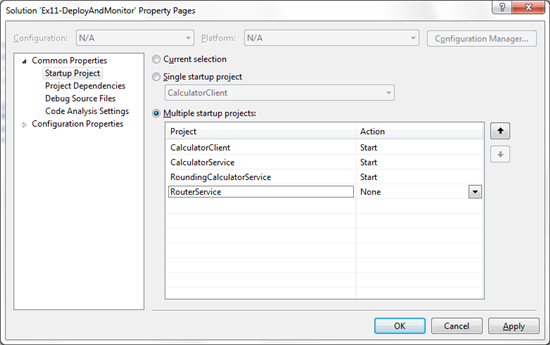 Solution 'Ex11-DeployAndMonitor' Property Pages
Configuration: N/A Platform: N/A Configuration Manager...
Common Properties
Startup Project
Project Dependencies
Debug Source Files
Code Analysis Settings
Configuration Properties
Current selection
Single startup project
CalculatorClient
Multiple startup projects:
Project Action
CalculatorClient Start
CalculatorService Start
RoundingCalculatorService Start
RouterService None
OK Cancel Apply